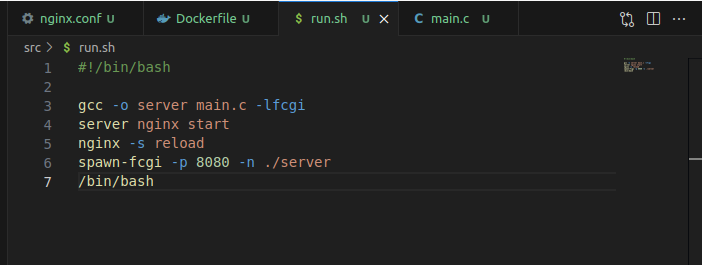 nginx.conf U Dockerfile U $ run.sh U × C main.c U ...
src > $ run.sh
1 #!/bin/bash
2
3 gcc -o server main.c -lfcgi
4 server nginx start
5 nginx -s reload
6 spawn-fcgi -p 8080 -n ./server
7 /bin/bash